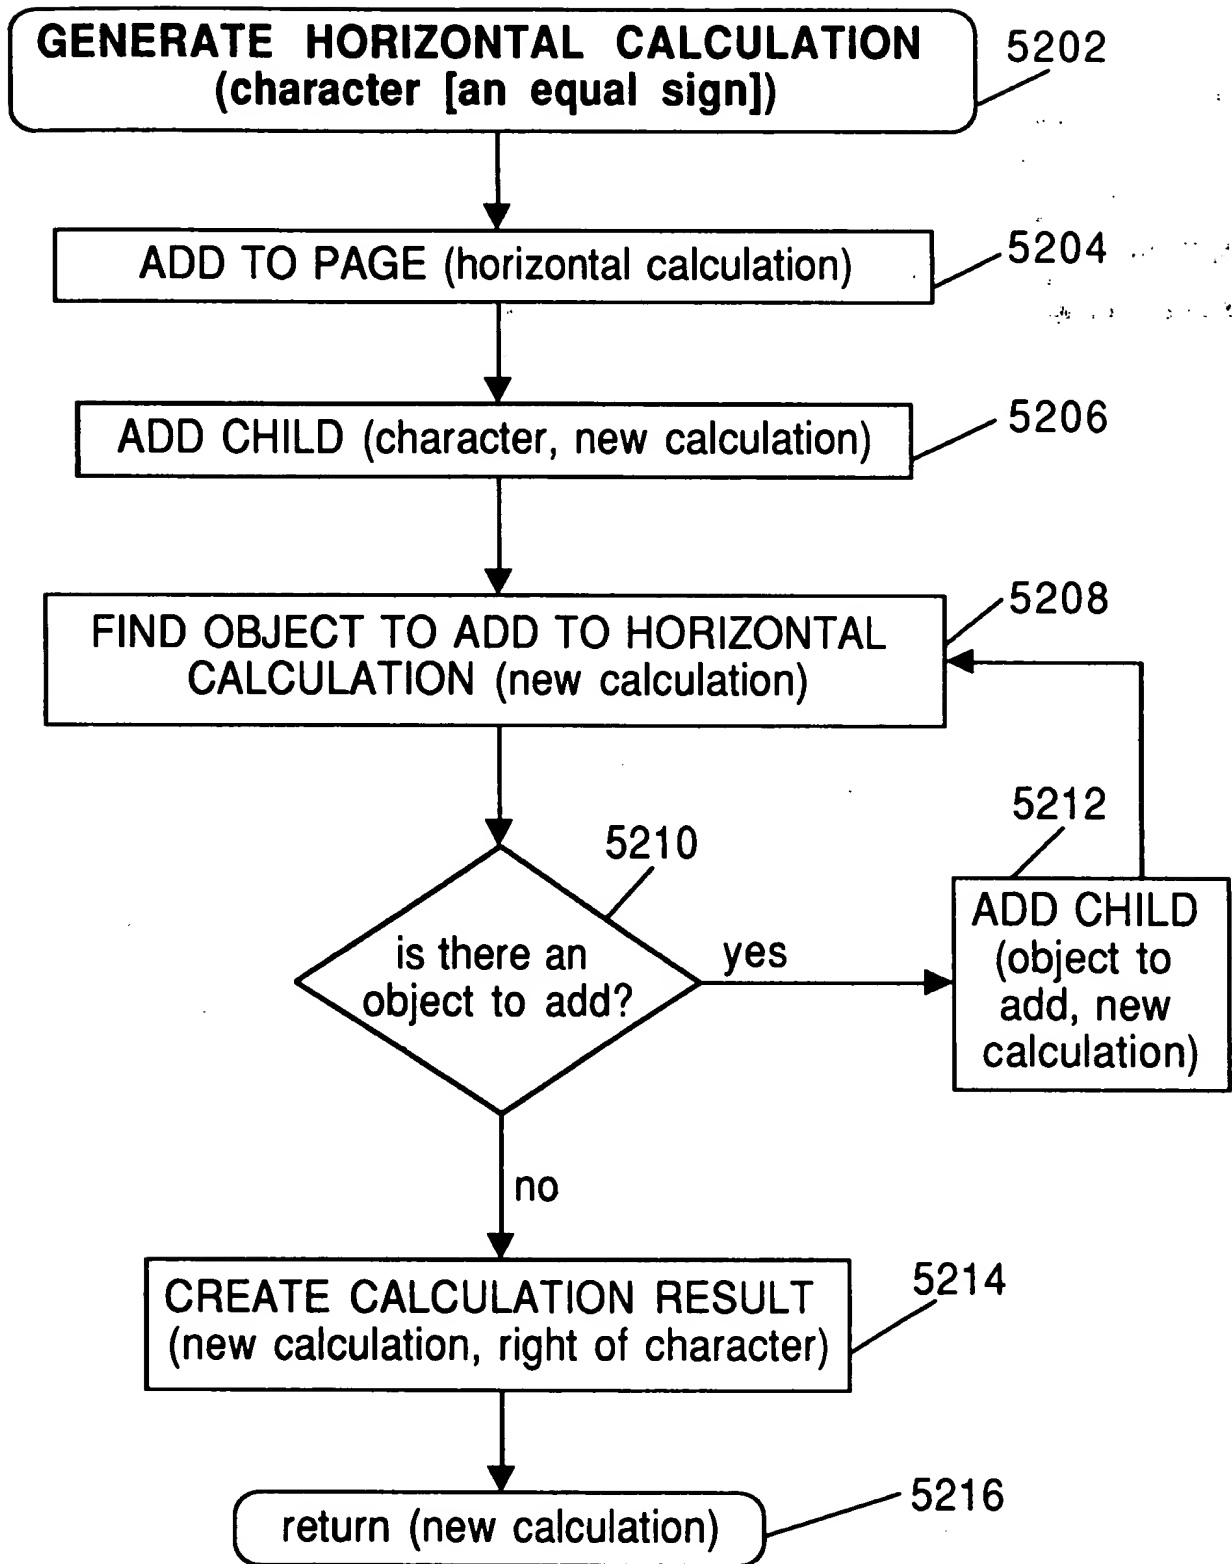 GENERATE HORIZONTAL CALCULATION
(character [an equal sign])
5202
ADD TO PAGE (horizontal calculation)
5204
ADD CHILD (character, new calculation)
5206
FIND OBJECT TO ADD TO HORIZONTAL
CALCULATION (new calculation)
5208
is there an
object to add?
5210
yes
5212
ADD CHILD
(object to
add, new
calculation)
no
CREATE CALCULATION RESULT
(new calculation, right of character)
5214
return (new calculation)
5216